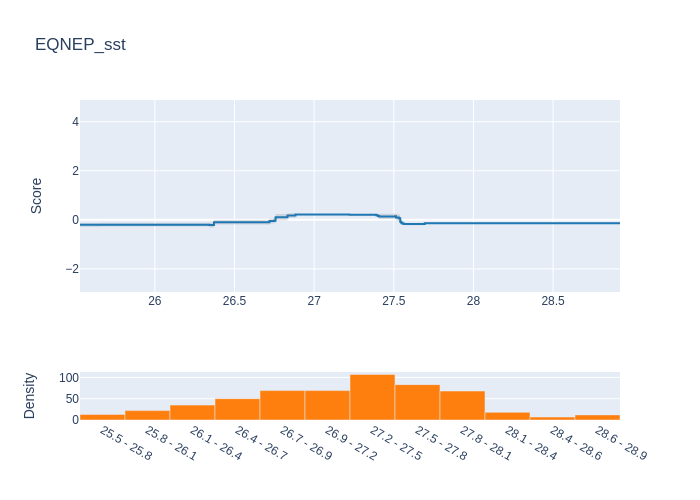 EQNEP_sst
Score
4
2
0
−2
26
26.5
27
27.5
28
28.5
Density
100
50
0
25.5 - 25.8
25.8 - 26.1
26.1 - 26.4
26.4 - 26.7
26.7 - 26.9
26.9 - 27.2
27.2 - 27.5
27.5 - 27.8
27.8 - 28.1
28.1 - 28.4
28.4 - 28.6
28.6 - 28.9